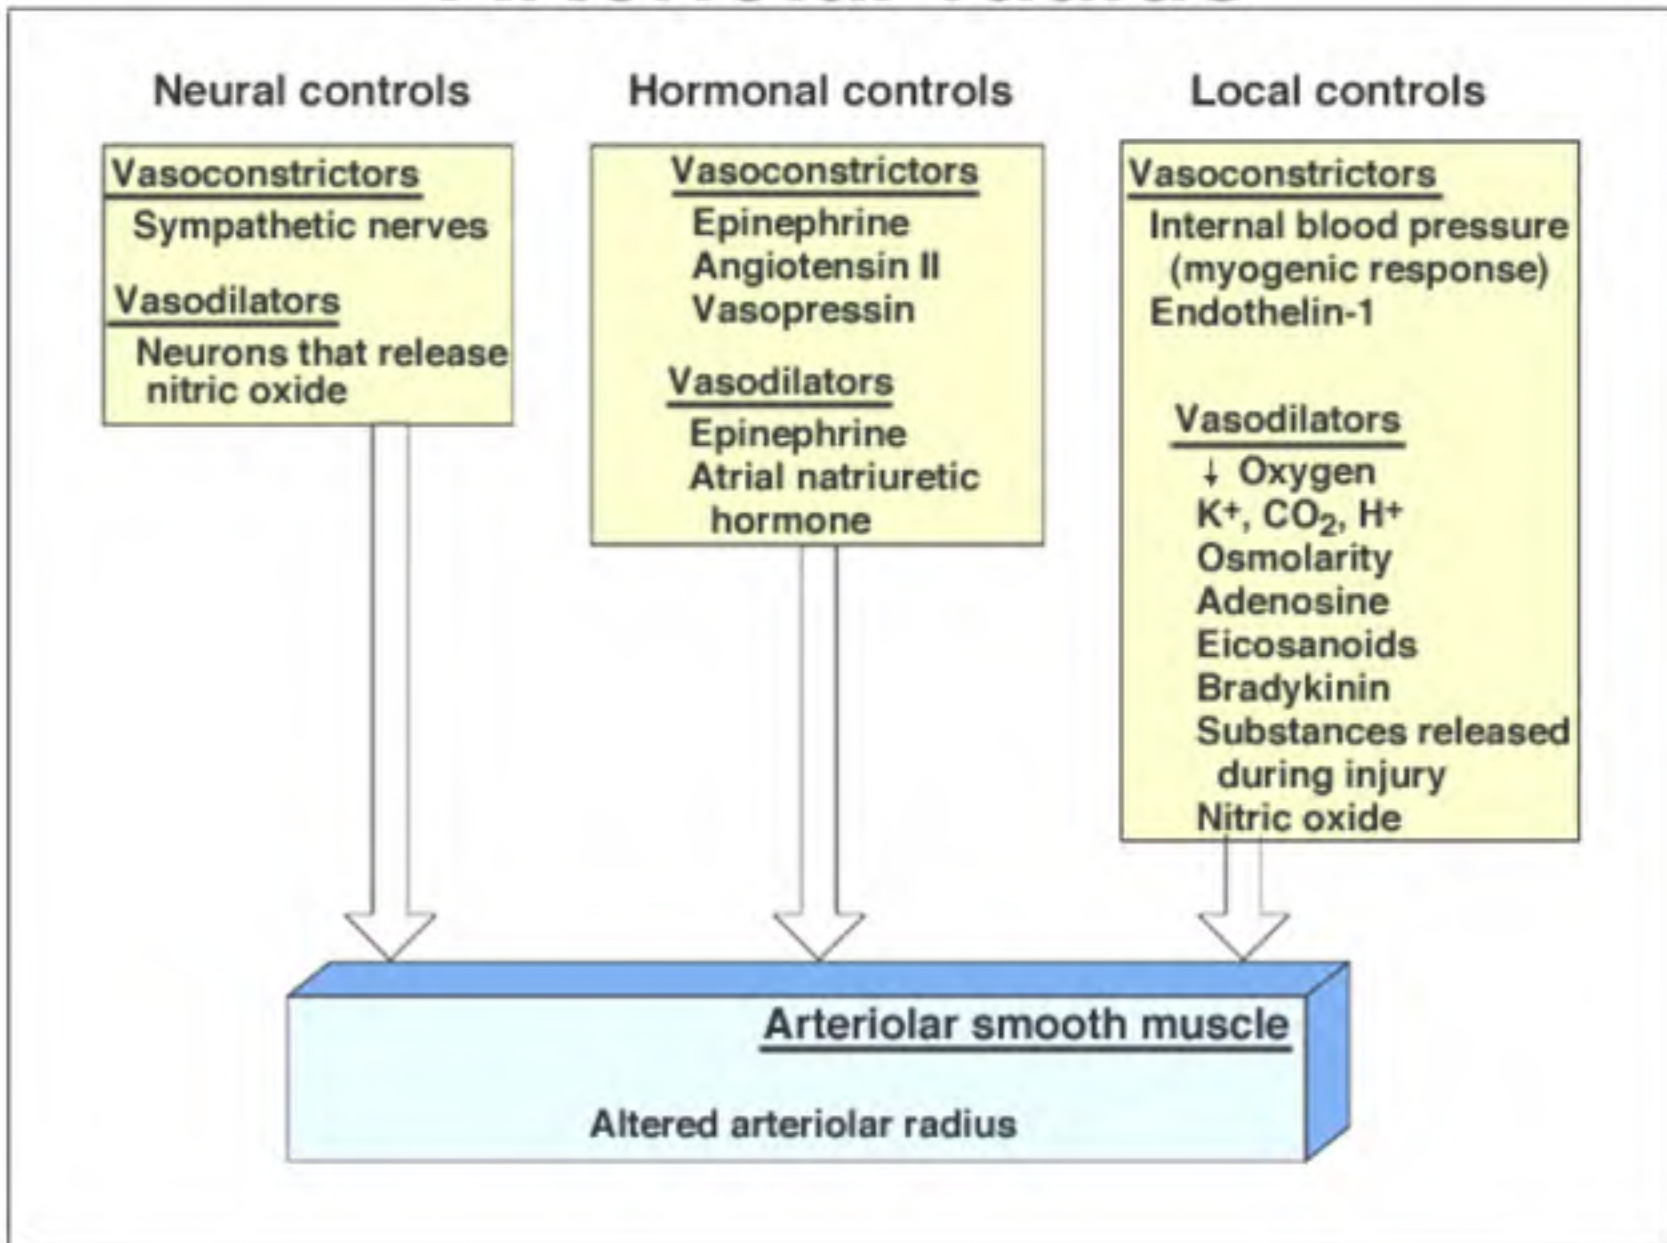 Neural controls
Vasoconstrictors
Sympathetic nerves
Vasodilators
Neurons that release
nitric oxide
Hormonal controls
Vasoconstrictors
Epinephrine
Angiotensin II
Vasopressin
Vasodilators
Epinephrine
Atrial natriuretic
hormone
Local controls
Vasoconstrictors
Internal blood pressure
(myogenic response)
Endothelin-1
Vasodilators
↓ Oxygen
K⁺, CO₂, H⁺
Osmolarity
Adenosine
Eicosanoids
Bradykinin
Substances released
during injury
Nitric oxide
Arteriolar smooth muscle
Altered arteriolar radius